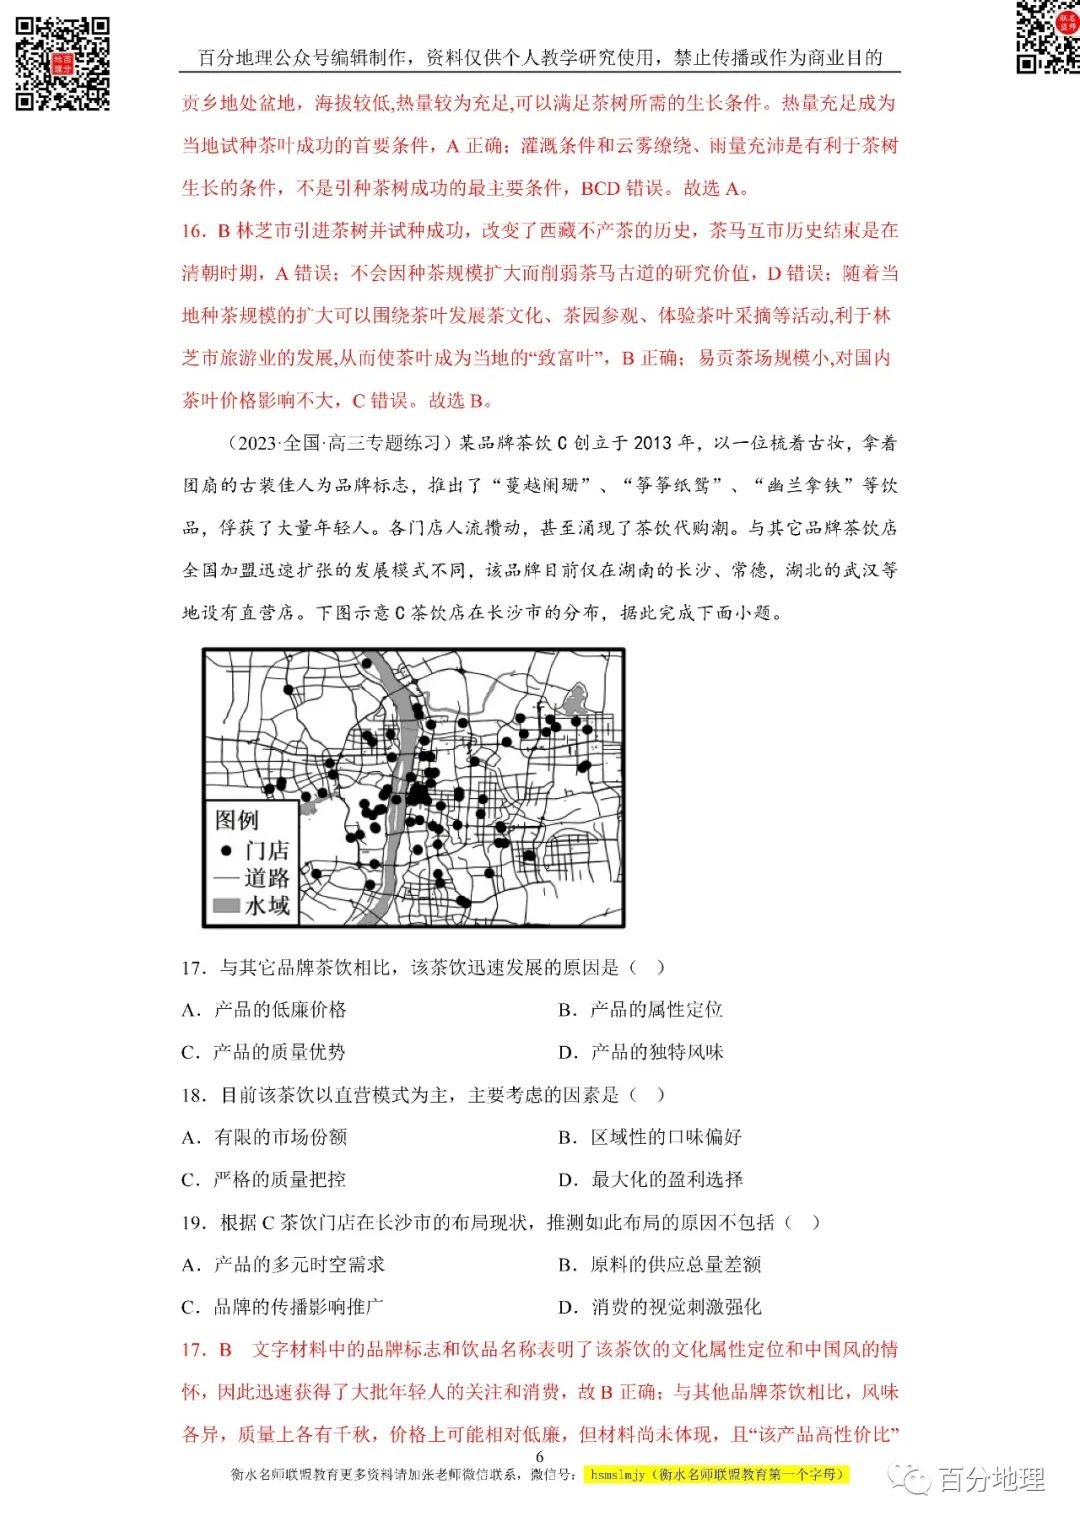 百分地理公众号编辑制作，资料仅供个人教学研究使用，禁止传播或作为商业目的
贡乡地处盆地，海拔较低,热量较为充足,可以满足茶树所需的生长条件。热量充足成为
当地试种茶叶成功的首要条件，A 正确；灌溉条件和云雾缭绕、雨量充沛是有利于茶树
生长的条件，不是引种茶树成功的最主要条件，BCD 错误。故选 A。
16．B 林芝市引进茶树并试种成功，改变了西藏不产茶的历史，茶马互市历史结束是在
清朝时期，A 错误；不会因种茶规模扩大而削弱茶马古道的研究价值，D 错误；随着当
地种茶规模的扩大可以围绕茶叶发展茶文化、茶园参观、体验茶叶采摘等活动,利于林
芝市旅游业的发展,从而使茶叶成为当地的“致富叶”，B 正确；易贡茶场规模小,对国内
茶叶价格影响不大，C 错误。故选 B。
（2023·全国·高三专题练习）某品牌茶饮 C 创立于 2013 年，以一位梳着古妆，拿着
团扇的古装佳人为品牌标志，推出了“蔓越阑珊”、“筝筝纸鸳”、“幽兰拿铁”等饮
品，俘获了大量年轻人。各门店人流攒动，甚至涌现了茶饮代购潮。与其它品牌茶饮店
全国加盟迅速扩张的发展模式不同，该品牌目前仅在湖南的长沙、常德，湖北的武汉等
地设有直营店。下图示意 C 茶饮店在长沙市的分布，据此完成下面小题。
图例
门店
道路
水域
17．与其它品牌茶饮相比，该茶饮迅速发展的原因是（ ）
A．产品的低廉价格 B．产品的属性定位
C．产品的质量优势 D．产品的独特风味
18．目前该茶饮以直营模式为主，主要考虑的因素是（ ）
A．有限的市场份额 B．区域性的口味偏好
C．严格的质量把控 D．最大化的盈利选择
19．根据 C 茶饮门店在长沙市的布局现状，推测如此布局的原因不包括（ ）
A．产品的多元时空需求 B．原料的供应总量差额
C．品牌的传播影响推广 D．消费的视觉刺激强化
17．B 文字材料中的品牌标志和饮品名称表明了该茶饮的文化属性定位和中国风的情
怀，因此迅速获得了大批年轻人的关注和消费，故 B 正确；与其他品牌茶饮相比，风味
各异，质量上各有千秋，价格上可能相对低廉，但材料尚未体现，且“该产品高性价比”
6
衡水名师联盟教育更多资料请加张老师微信联系，微信号：hsmslmjy（衡水名师联盟教育第一个字母）
百分地理